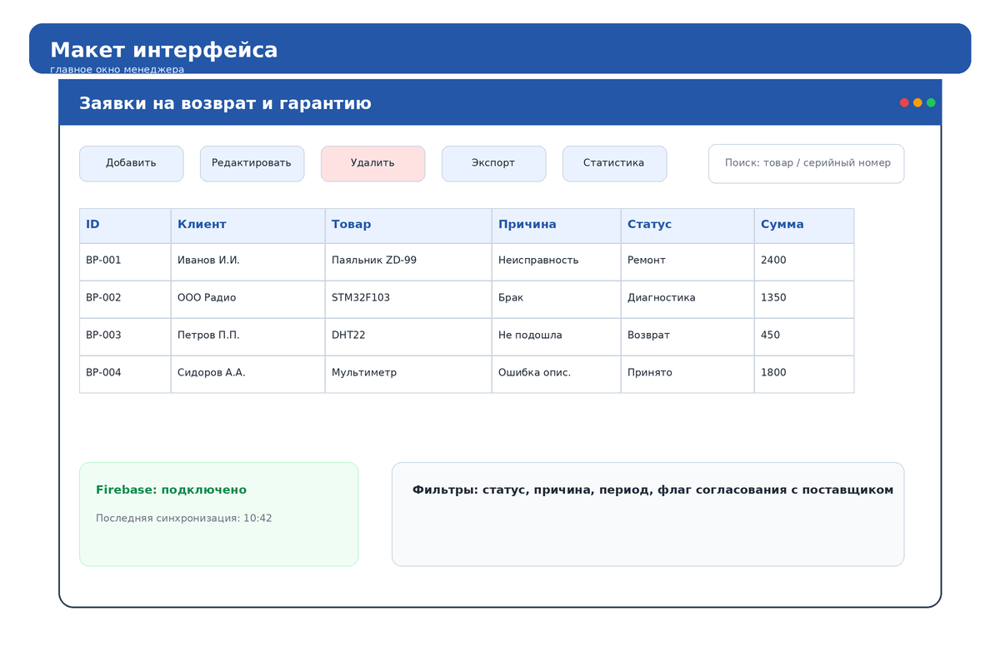 Макет интерфейса
главное окно менеджера
Заявки на возврат и гарантию
Добавить Редактировать Удалить Экспорт Статистика Поиск: товар / серийный номер
ID Клиент Товар Причина Статус Сумма
ВР-001 Иванов И.И. Паяльник ZD-99 Неисправность Ремонт 2400
ВР-002 ООО Радио STM32F103 Брак Диагностика 1350
ВР-003 Петров П.П. DHT22 Не подошла Возврат 450
ВР-004 Сидоров А.А. Мультиметр Ошибка опис. Принято 1800
Firebase: подключено
Последняя синхронизация: 10:42
Фильтры: статус, причина, период, флаг согласования с поставщиком